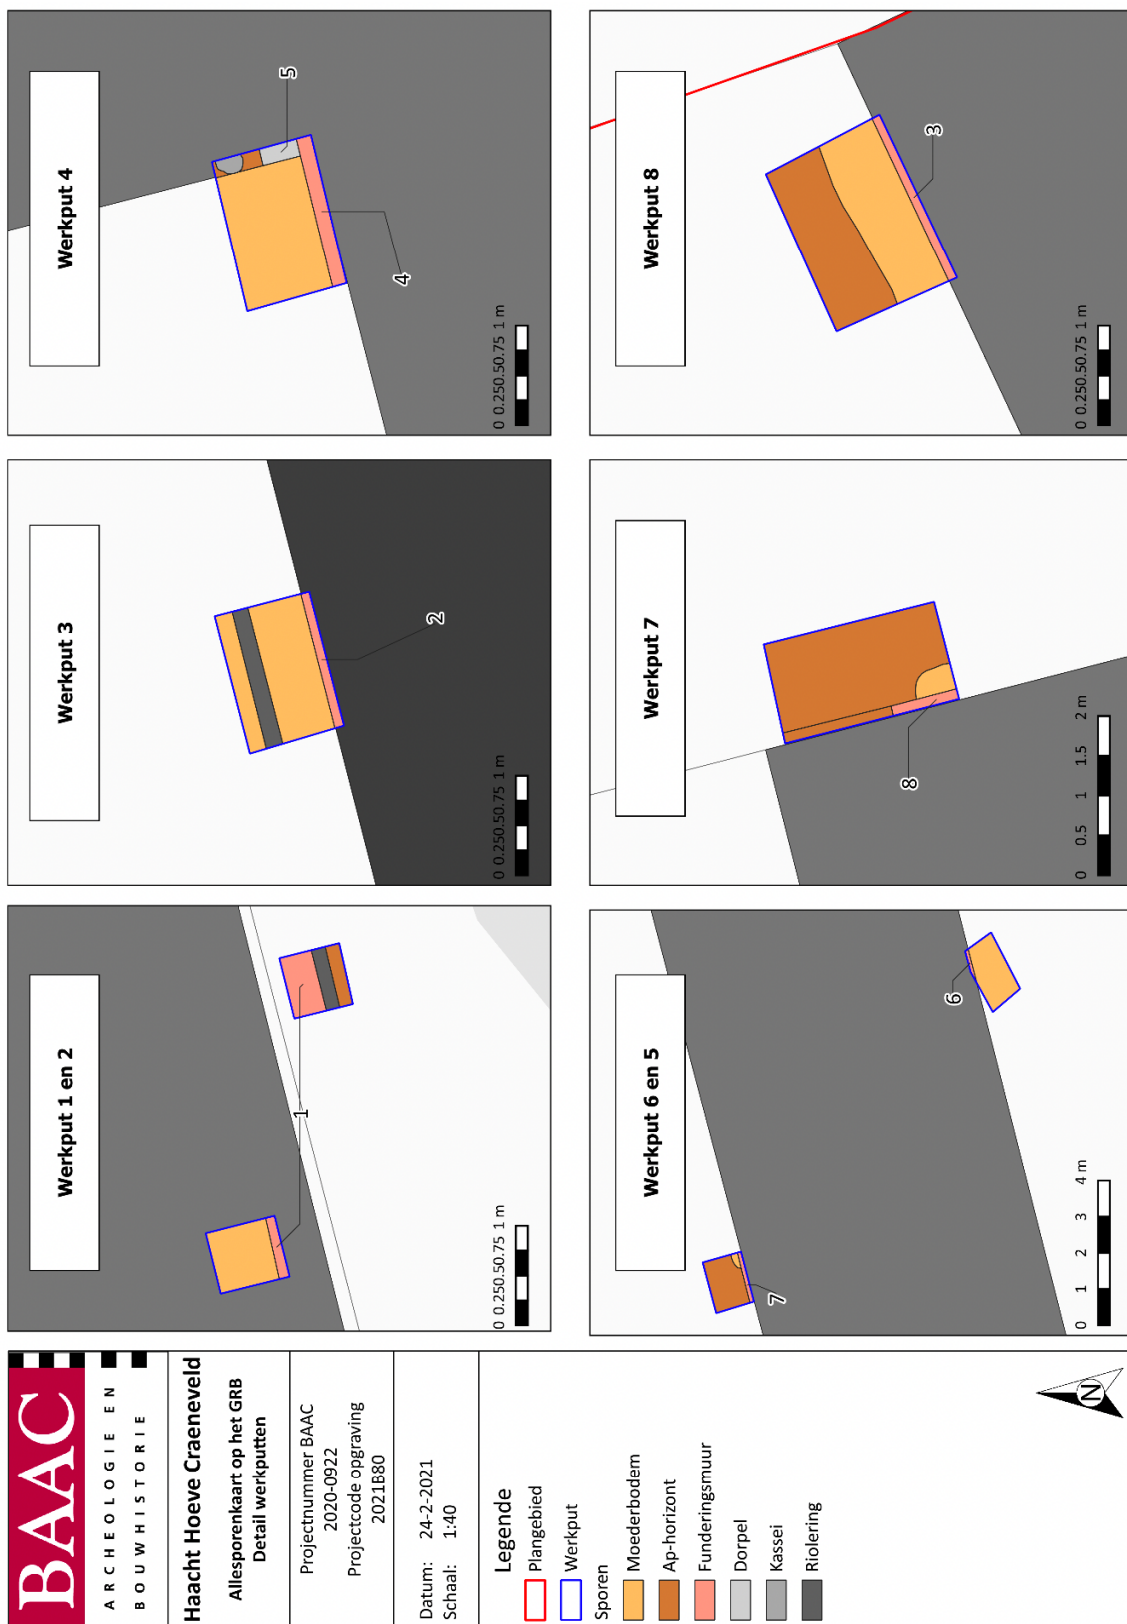 BAAC
ARCHEOLOGIE EN
BOUWHISTORIE
Haacht Hoeve Craeneveld
Allesporenkaart op het GRB
Detail werkputten
Projectnummer BAAC
2020-0922
Projectcode opgraving
2021B80
Datum: 24-2-2021
Schaal: 1:40
Legende
Plangebied
Werkput
Sporen
Moederbodem
Ap-horizont
Funderingsmuur
Dorpel
Kassei
Riolering
N
Werkput 1 en 2
1
0 0.250.50.75 1 m
Werkput 3
2
0 0.250.50.75 1 m
Werkput 4
5
4
0 0.250.50.75 1 m
Werkput 6 en 5
6
7
0 1 2 3 4 m
Werkput 7
8
0 0.5 1 1.5 2 m
Werkput 8
3
0 0.250.50.75 1 m